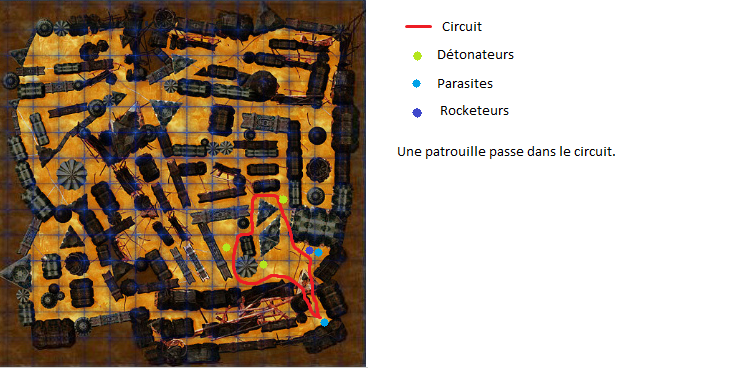 Circuit
Détonateurs
Parasites
Rocketeurs
Une patrouille passe dans le circuit.